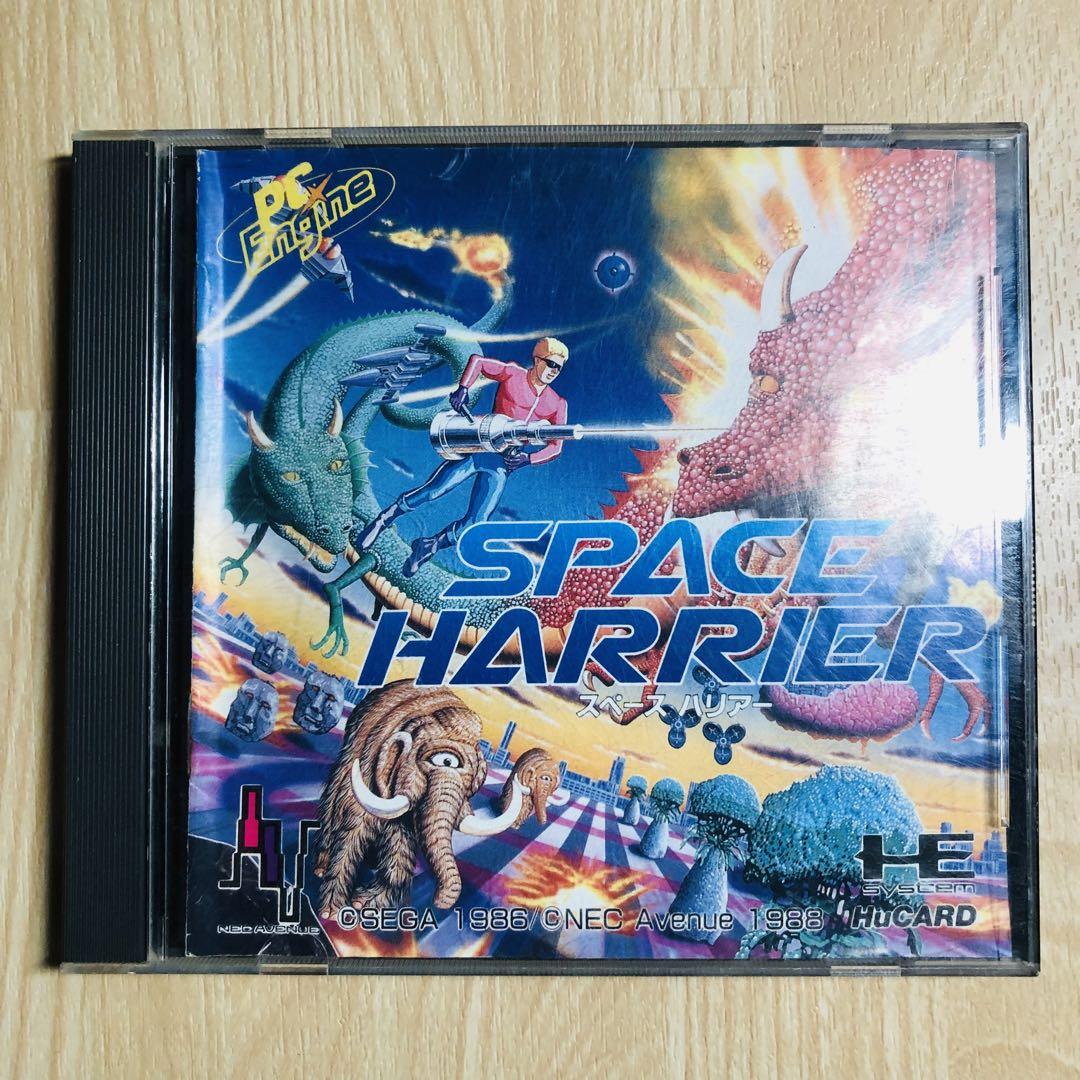 PC Engine
SPACE
HARRIER
スペース ハリアー
NEC AVENUE
©SEGA 1986/©NEC Avenue 1988
HE
system
HuCARD